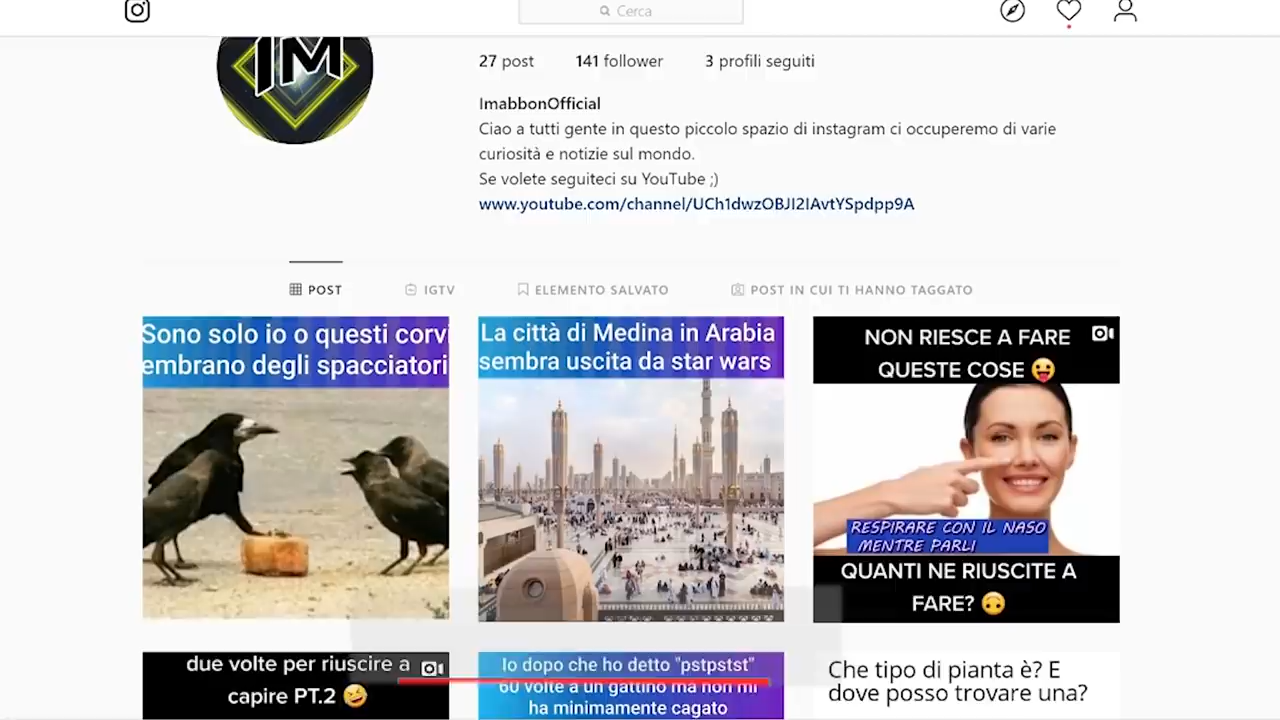 Cerca
IM
27 post 141 follower 3 profili seguiti
ImabbonOfficial
Ciao a tutti gente in questo piccolo spazio di instagram ci occuperemo di varie
curiosità e notizie sul mondo.
Se volete seguiteci su YouTube ;)
www.youtube.com/channel/UCh1dwzOBJI2IAvtYSpdpp9A
POST IGTV ELEMENTO SALVATO POST IN CUI TI HANNO TAGGATO
Sono solo io o questi corvi
embrano degli spacciatori
La città di Medina in Arabia
sembra uscita da star wars
NON RIESCE A FARE
QUESTE COSE 😜
RESPIRARE CON IL NASO
MENTRE PARLI
QUANTI NE RIUSCITE A
FARE? 🙃
due volte per riuscire a
capire PT.2 🤣
Io dopo che ho detto "pstpstst"
60 volte a un gattino ma non mi
ha minimamente cagato
Che tipo di pianta è? E
dove posso trovare una?